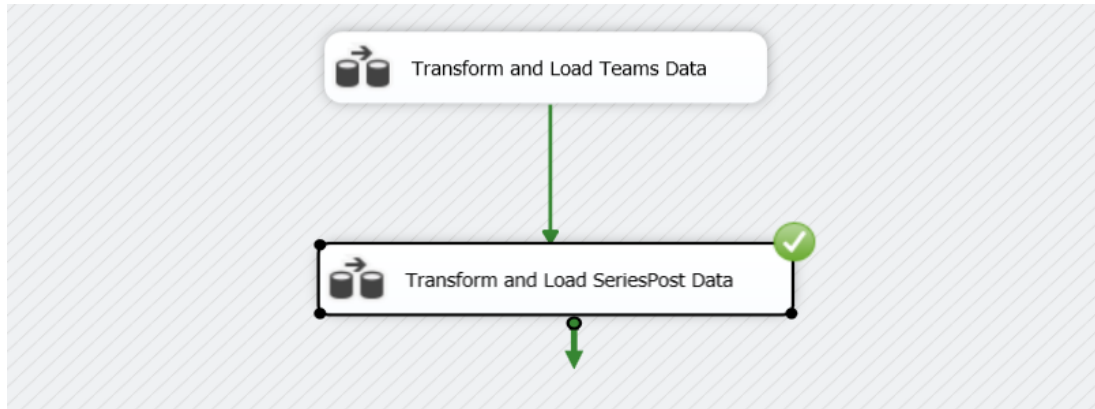 Transform and Load Teams Data
Transform and Load SeriesPost Data